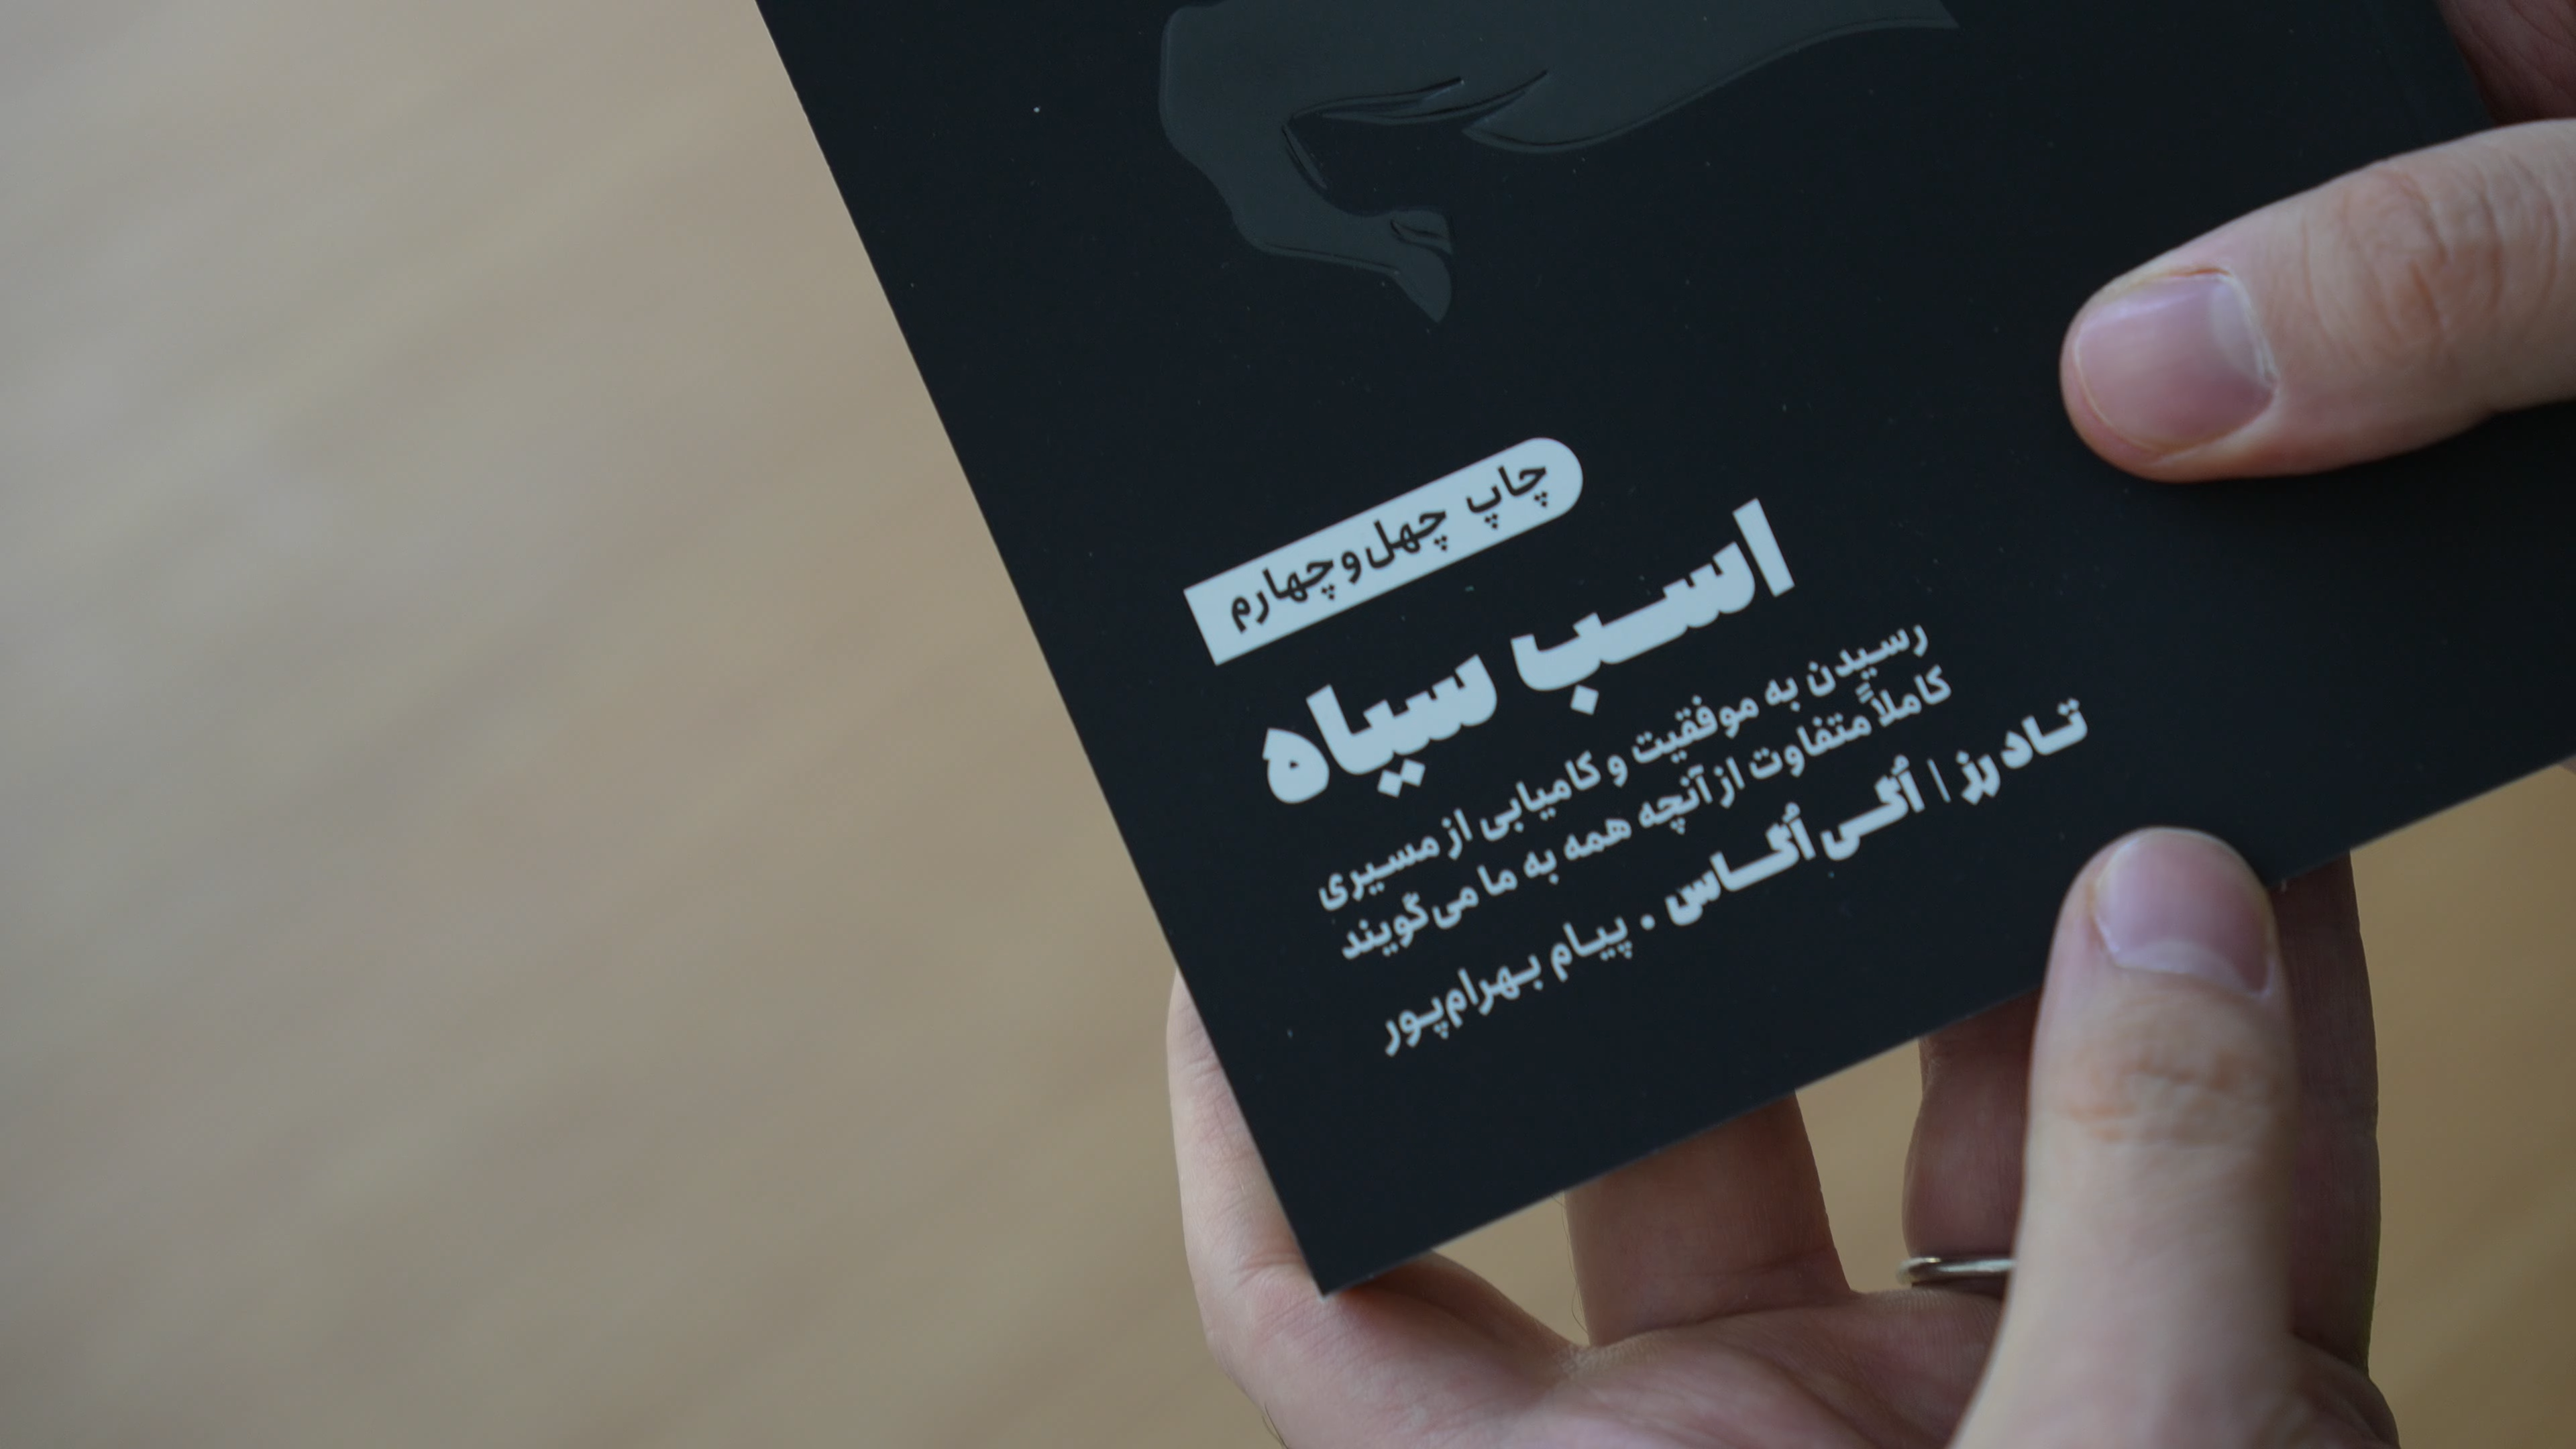 چاپ چهل‌و‌چهارم
اسب سیاه
رسیدن به موفقیت و کامیابی از مسیری
کاملاً متفاوت از آنچه همه به ما می‌گویند
تاد رز | اُگی اُگاس . پیام بهرام‌پور